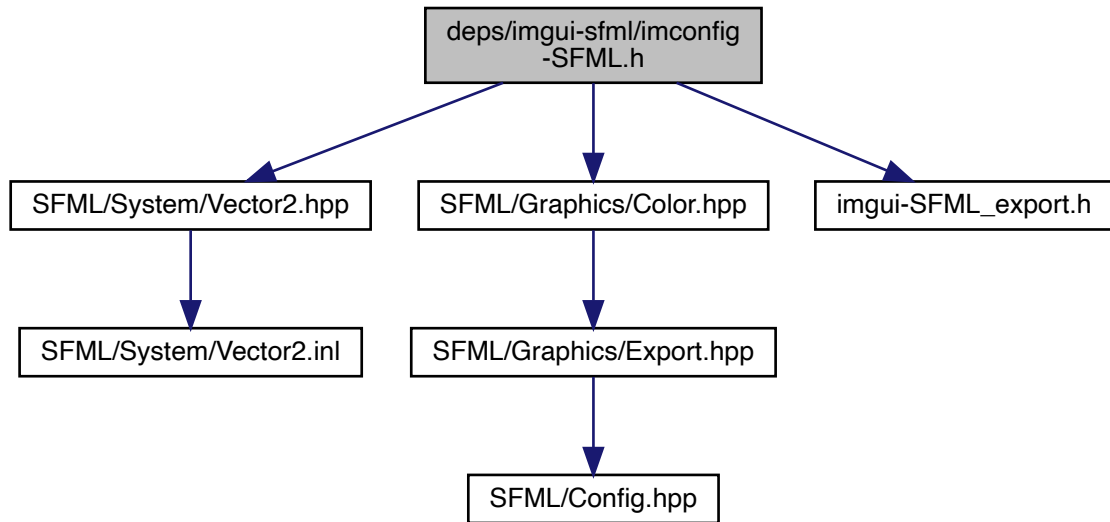 deps/imgui-sfml/imconfig
-SFML.h
SFML/System/Vector2.hpp
SFML/Graphics/Color.hpp
imgui-SFML_export.h
SFML/System/Vector2.inl
SFML/Graphics/Export.hpp
SFML/Config.hpp